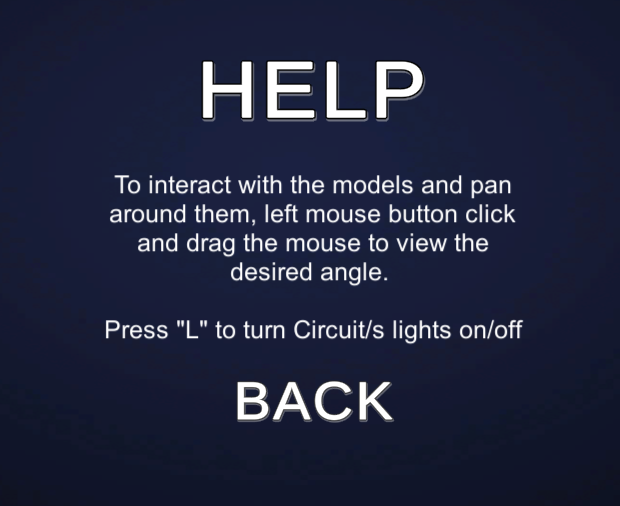 HELP
To interact with the models and pan
around them, left mouse button click
and drag the mouse to view the
desired angle.
Press "L" to turn Circuit/s lights on/off
BACK